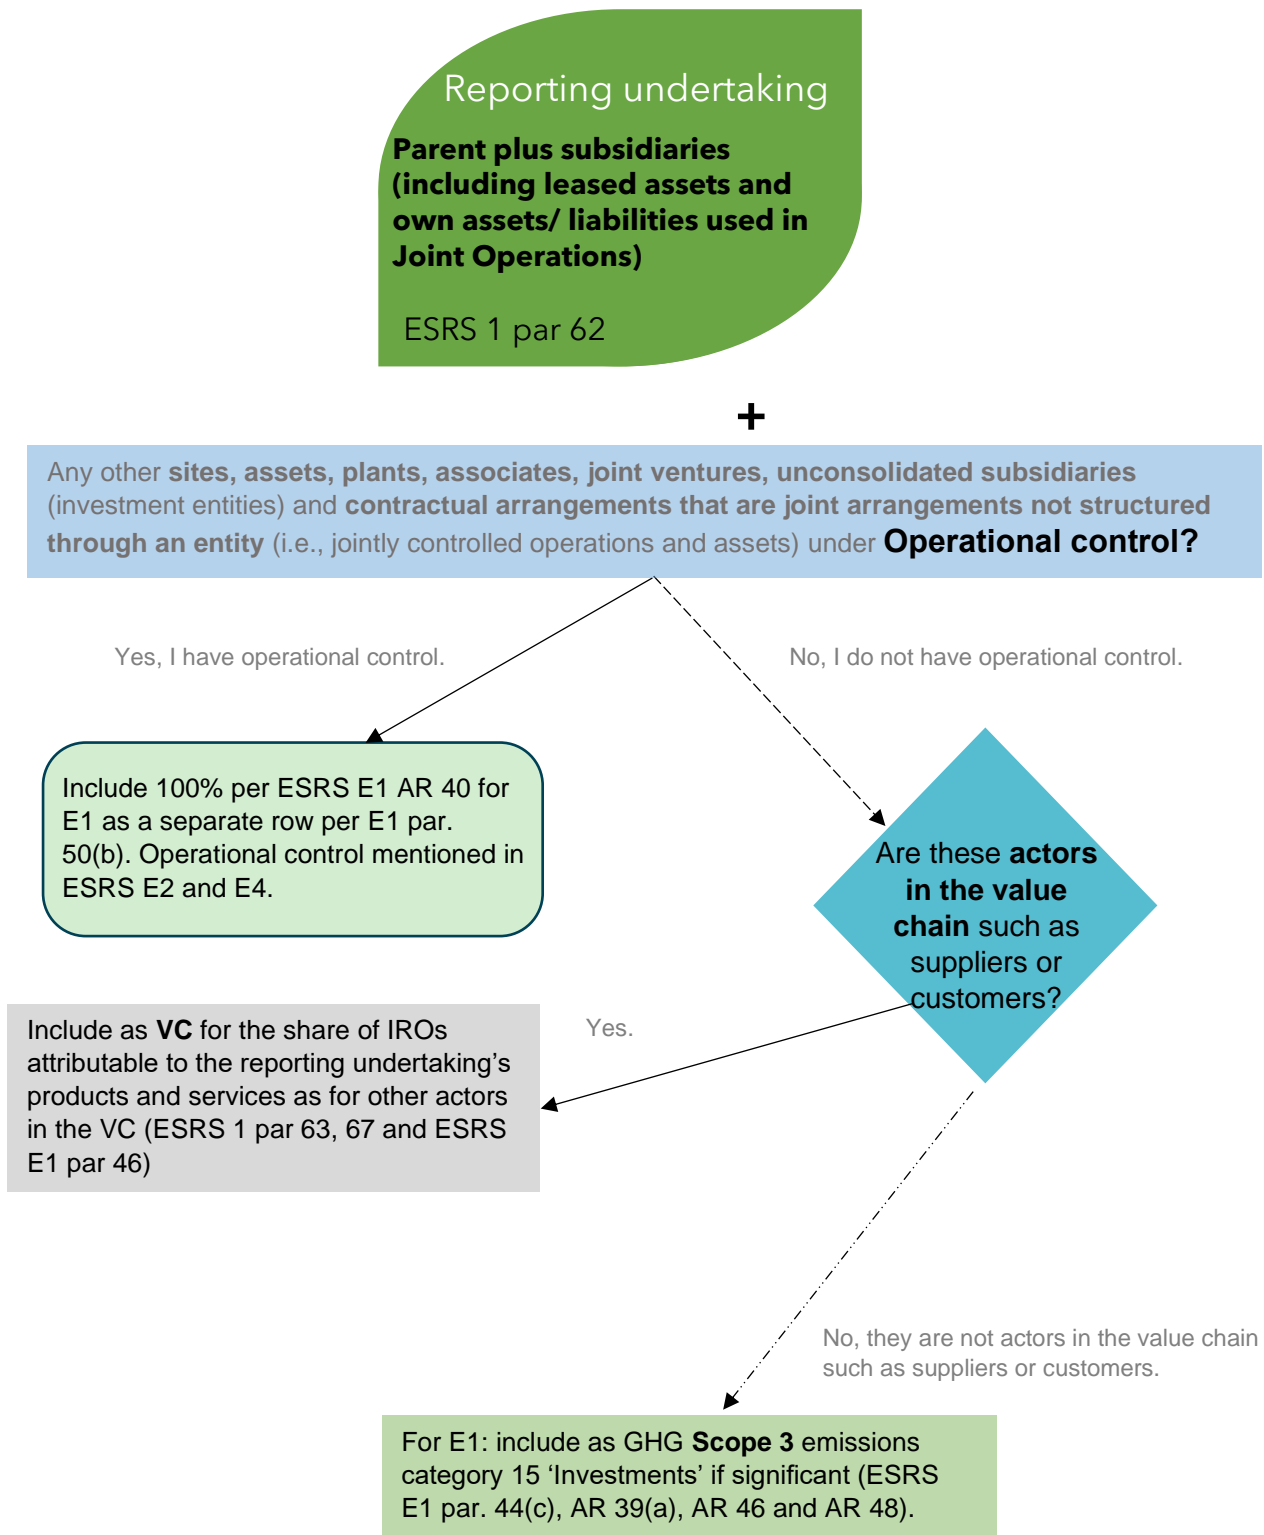 Reporting undertaking
Parent plus subsidiaries
(including leased assets and
own assets/ liabilities used in
Joint Operations)
ESRS 1 par 62
+
Any other sites, assets, plants, associates, joint ventures, unconsolidated subsidiaries
(investment entities) and contractual arrangements that are joint arrangements not structured
through an entity (i.e., jointly controlled operations and assets) under Operational control?
Yes, I have operational control.
No, I do not have operational control.
Include 100% per ESRS E1 AR 40 for
E1 as a separate row per E1 par.
50(b). Operational control mentioned in
ESRS E2 and E4.
Are these actors
in the value
chain such as
suppliers or
customers?
Yes.
Include as VC for the share of IROs
attributable to the reporting undertaking’s
products and services as for other actors
in the VC (ESRS 1 par 63, 67 and ESRS
E1 par 46)
No, they are not actors in the value chain
such as suppliers or customers.
For E1: include as GHG Scope 3 emissions
category 15 ‘Investments’ if significant (ESRS
E1 par. 44(c), AR 39(a), AR 46 and AR 48).